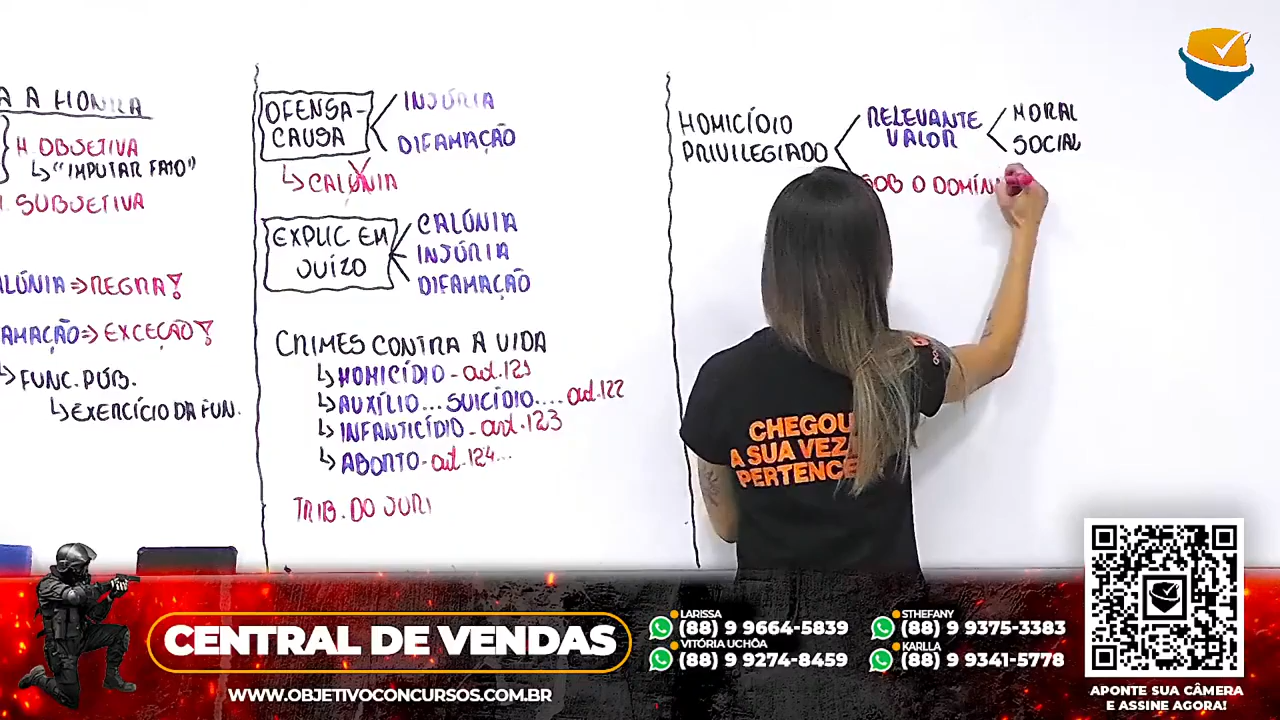 A A HONRA
H. OBJETIVA
↳ "IMPUTAR FATO"
. SUBJETIVA
ALÚNIA ⇒ REGRA!
AMAÇÃO ⇒ EXCEÇÃO!
↳ FUNC. PÚB.
↳ EXERCÍCIO DA FUN.
OFENSA-
CAUSA
INJÚRIA
DIFAMAÇÃO
↳ CALÚNIA
EXPLIC EM
JUÍZO
CALÚNIA
INJÚRIA
DIFAMAÇÃO
CRIMES CONTRA A VIDA
↳ HOMICÍDIO - art. 121
↳ AUXÍLIO... SUICÍDIO.... art. 122
↳ INFANTICÍDIO - art. 123
↳ ABORTO - art. 124...
TRIB. DO JURI
HOMICÍDIO
PRIVILEGIADO
RELEVANTE
VALOR
MORAL
SOCIAL
SOB O DOMÍN
CHEGOU
A SUA VEZ
PERTENCE
CENTRAL DE VENDAS
WWW.OBJETIVOCONCURSOS.COM.BR
LARISSA
(88) 9 9664-5839
VITÓRIA UCHÔA
(88) 9 9274-8459
STHEFANY
(88) 9 9375-3383
KARLLA
(88) 9 9341-5778
APONTE SUA CÂMERA
E ASSINE AGORA!